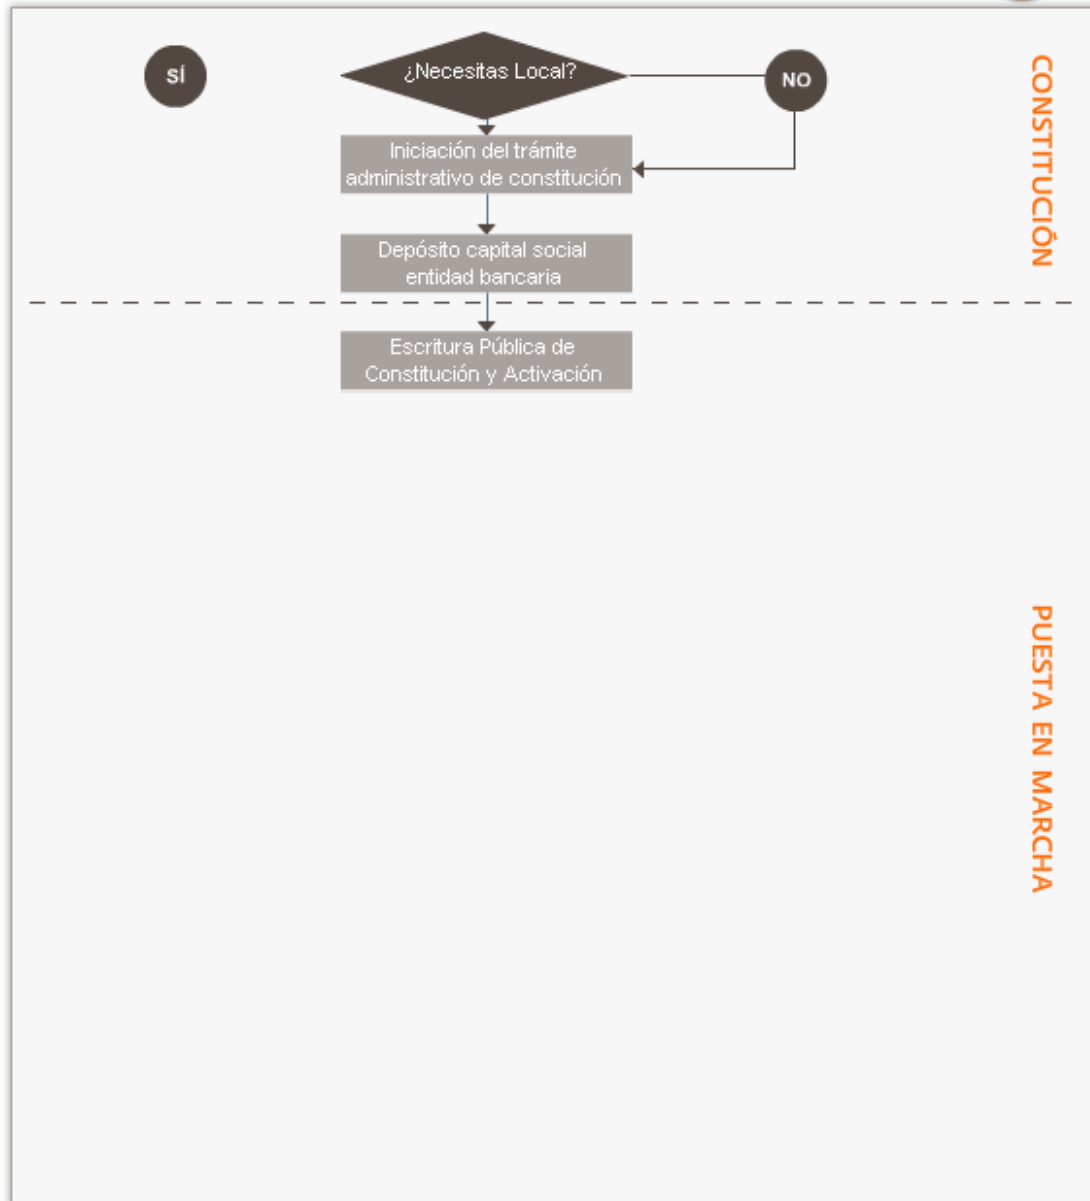 SÍ
¿Necesitas Local?
NO
Iniciación del trámite
administrativo de constitución
Depósito capital social
entidad bancaria
Escritura Pública de
Constitución y Activación
CONSTITUCIÓN
PUESTA EN MARCHA